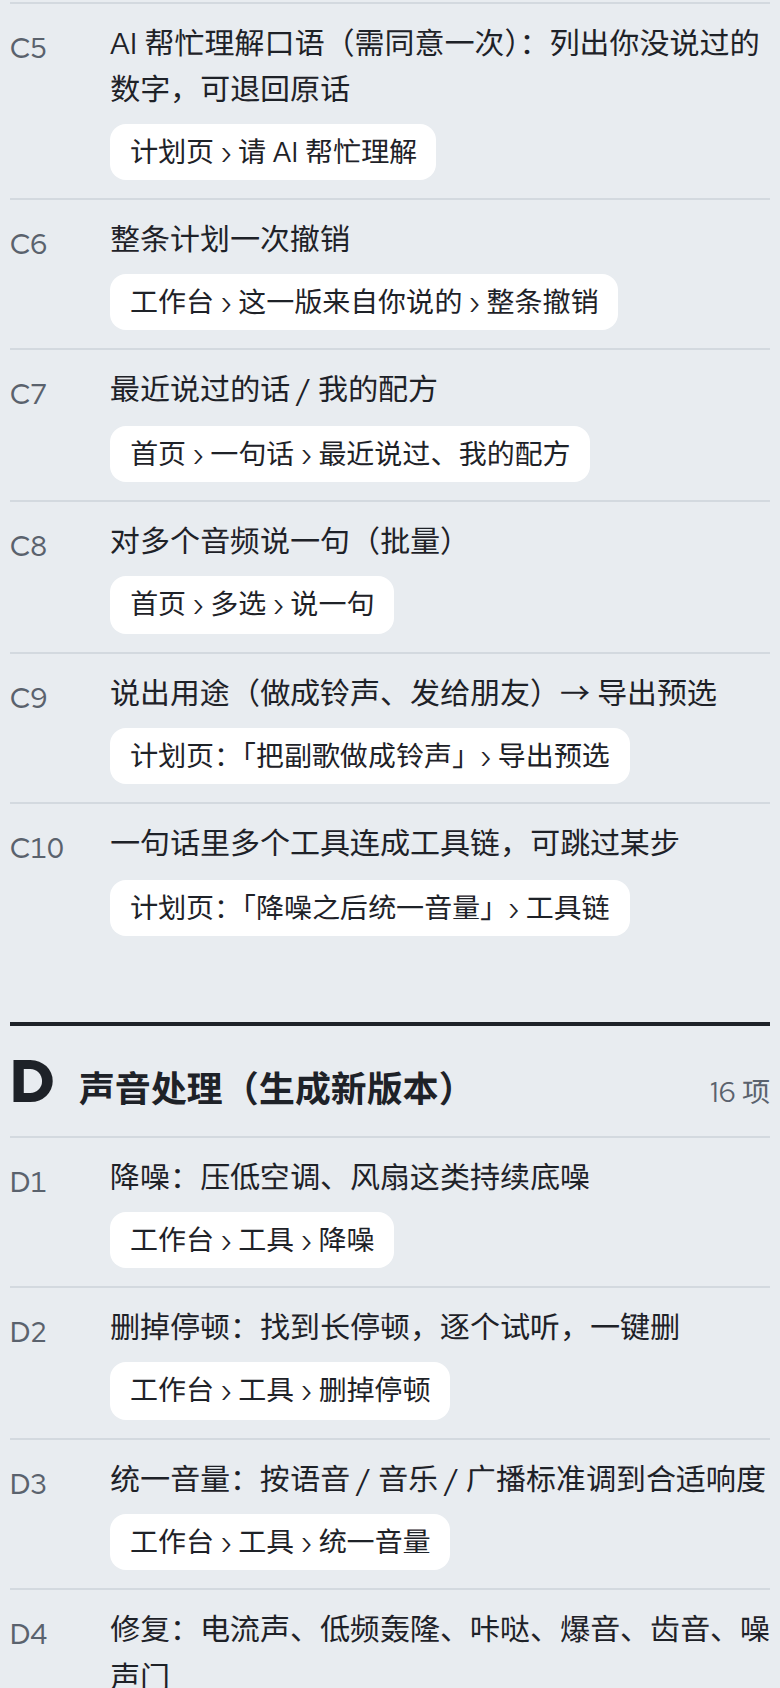 C5
AI 帮忙理解口语（需同意一次）：列出你没说过的
数字，可退回原话
计划页 › 请 AI 帮忙理解
C6
整条计划一次撤销
工作台 › 这一版来自你说的 › 整条撤销
C7
最近说过的话 / 我的配方
首页 › 一句话 › 最近说过、我的配方
C8
对多个音频说一句（批量）
首页 › 多选 › 说一句
C9
说出用途（做成铃声、发给朋友）→ 导出预选
计划页：「把副歌做成铃声」 › 导出预选
C10
一句话里多个工具连成工具链，可跳过某步
计划页：「降噪之后统一音量」 › 工具链
D 声音处理（生成新版本） 16 项
D1
降噪：压低空调、风扇这类持续底噪
工作台 › 工具 › 降噪
D2
删掉停顿：找到长停顿，逐个试听，一键删
工作台 › 工具 › 删掉停顿
D3
统一音量：按语音 / 音乐 / 广播标准调到合适响度
工作台 › 工具 › 统一音量
D4
修复：电流声、低频轰隆、咔哒、爆音、齿音、噪
声门